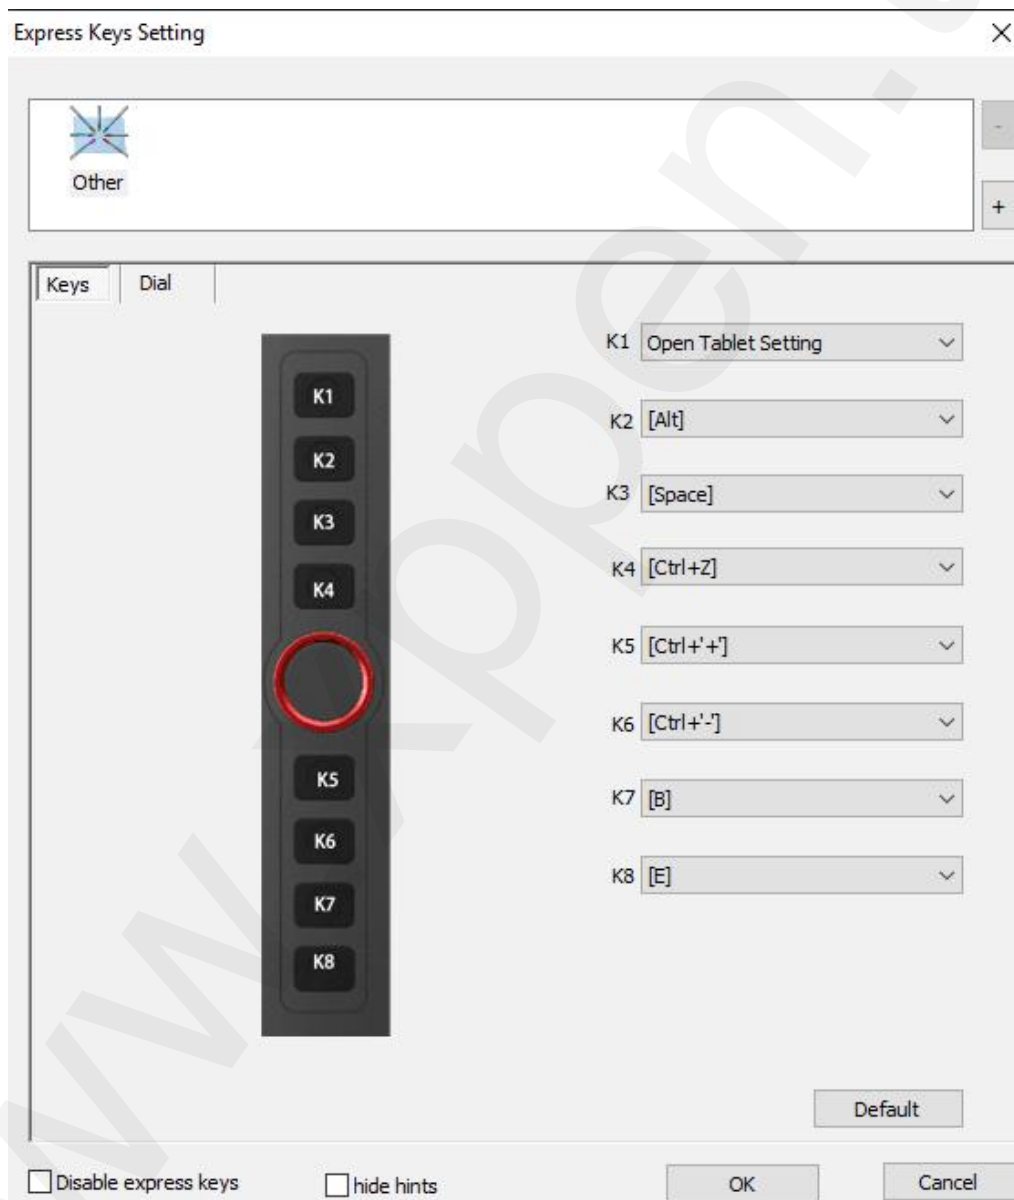 Express Keys Setting
Other
-
+
Keys Dial
K1
K2
K3
K4
K5
K6
K7
K8
K1 Open Tablet Setting
K2 [Alt]
K3 [Space]
K4 [Ctrl+Z]
K5 [Ctrl+'+']
K6 [Ctrl+'-']
K7 [B]
K8 [E]
Default
Disable express keys hide hints OK Cancel